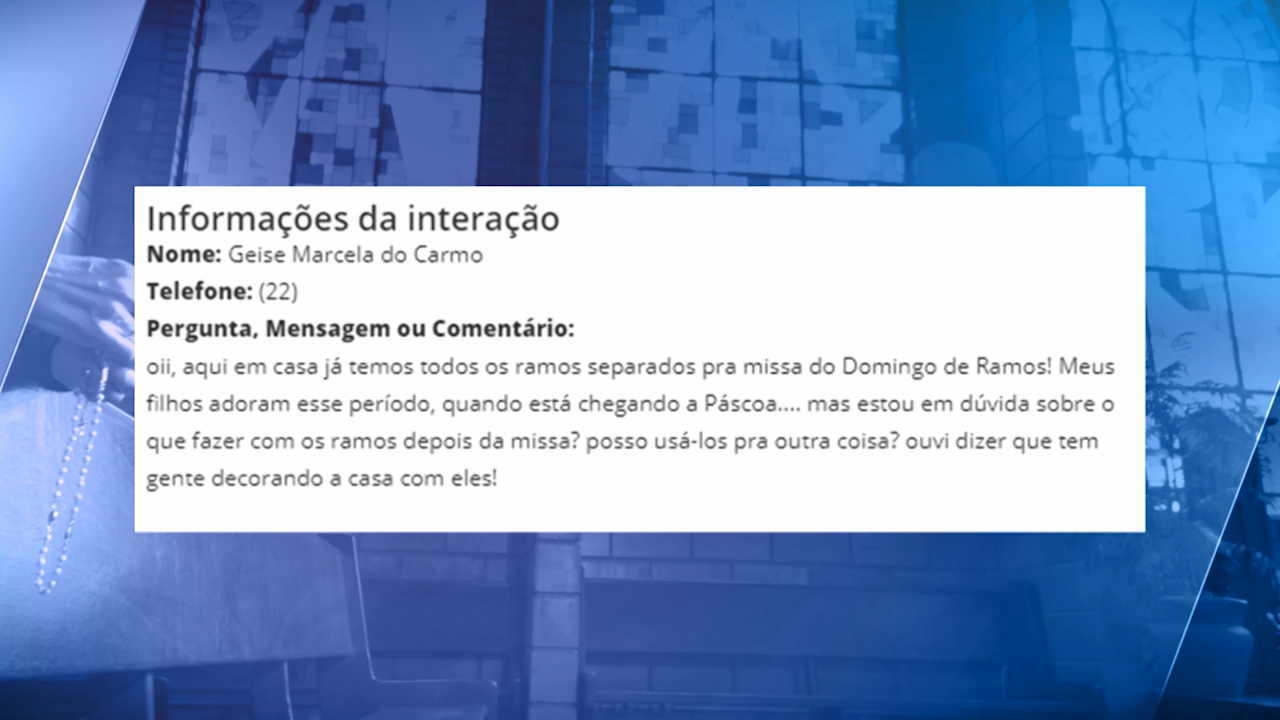 Informações da interação
Nome: Geise Marcela do Carmo
Telefone: (22)
Pergunta, Mensagem ou Comentário:
oii, aqui em casa já temos todos os ramos separados pra missa do Domingo de Ramos! Meus
filhos adoram esse período, quando está chegando a Páscoa.... mas estou em dúvida sobre o
que fazer com os ramos depois da missa? posso usá-los pra outra coisa? ouvi dizer que tem
gente decorando a casa com eles!